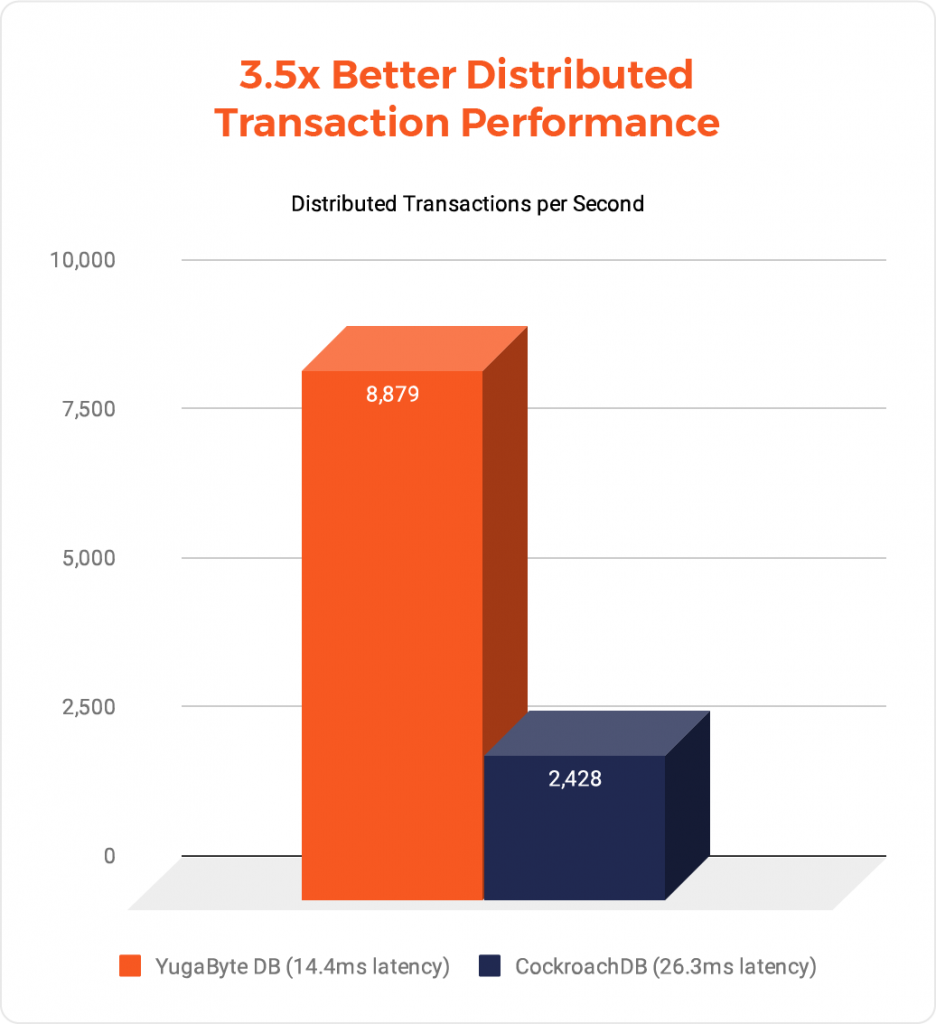 3.5x Better Distributed
Transaction Performance
Distributed Transactions per Second
10,000
8,879
7,500
5,000
2,500
2,428
0
YugaByte DB (14.4ms latency)
CockroachDB (26.3ms latency)